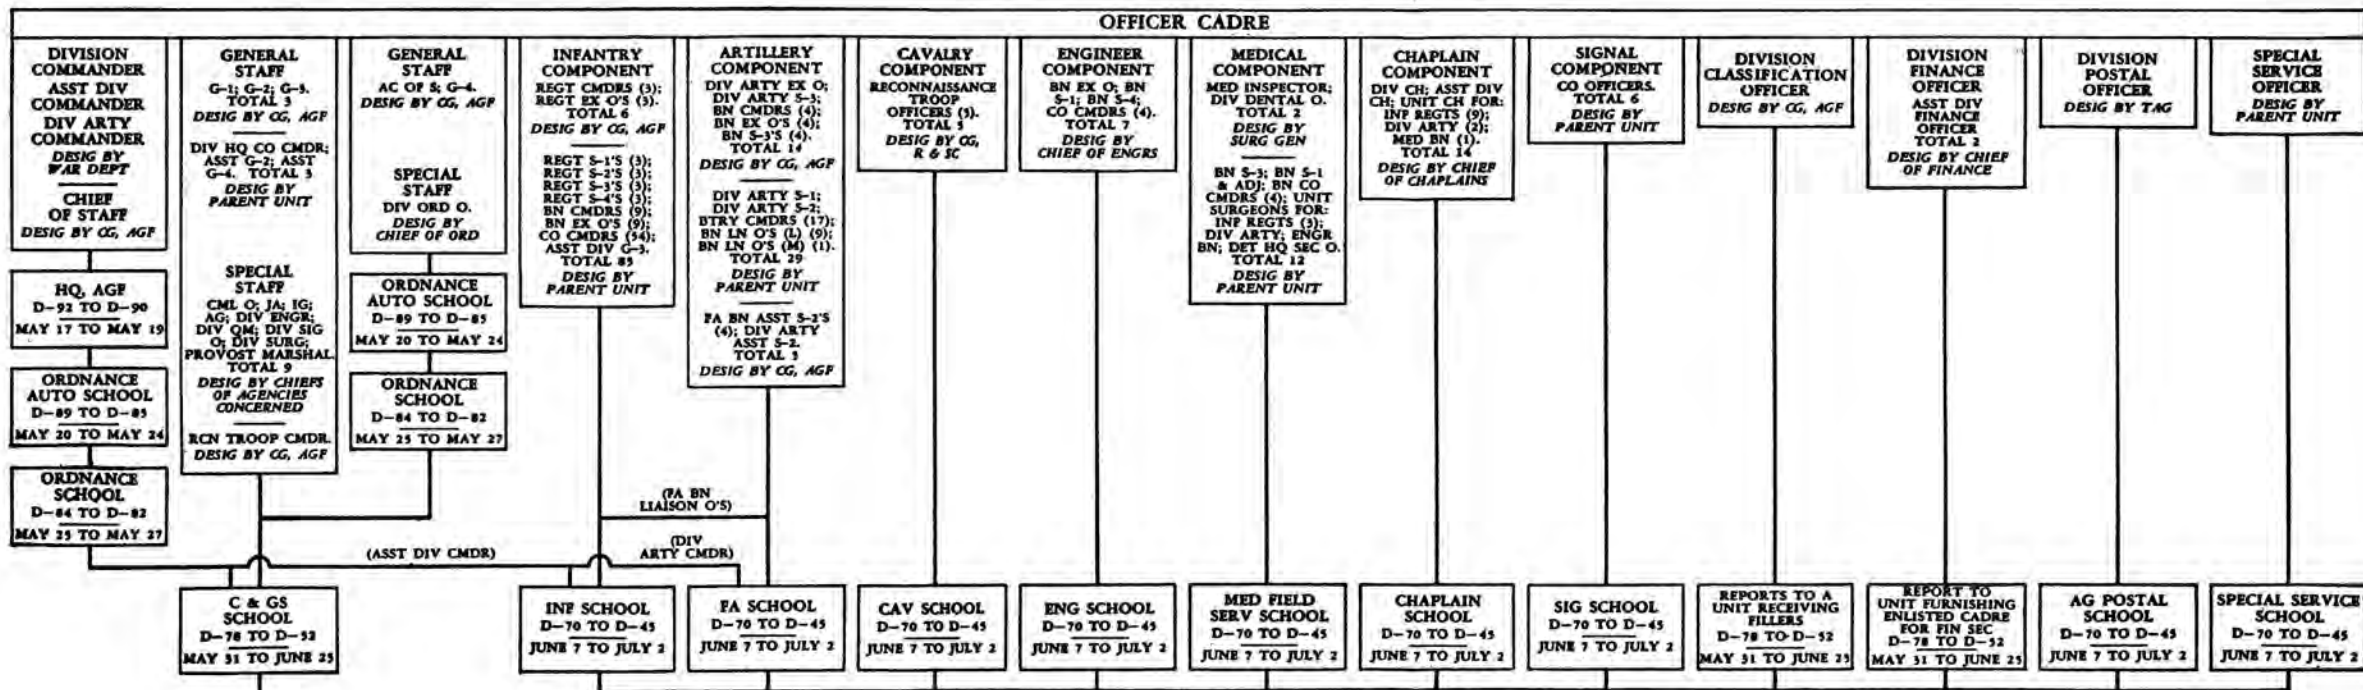 OFFICER CADRE
DIVISION
COMMANDER
ASST DIV
COMMANDER
DIV ARTY
COMMANDER
DESIG BY
WAR DEPT
CHIEF
OF STAFF
DESIG BY CG, AGF
HQ, AGF
D-92 TO D-90
MAY 17 TO MAY 19
ORDNANCE
AUTO SCHOOL
D-89 TO D-85
MAY 20 TO MAY 24
ORDNANCE
SCHOOL
D-84 TO D-82
MAY 25 TO MAY 27
GENERAL
STAFF
G-1; G-2; G-3.
TOTAL 3
DESIG BY CG, AGF
DIV HQ CO CMDR;
ASST G-2; ASST
G-4. TOTAL 3
DESIG BY
PARENT UNIT
SPECIAL
STAFF
CML O; JA; IG;
AG; DIV ENGR;
DIV QM; DIV SIG
O; DIV SURG;
PROVOST MARSHAL.
TOTAL 9
DESIG BY CHIEFS
OF AGENCIES
CONCERNED
RCN TROOP CMDR.
DESIG BY CG, AGF
GENERAL
STAFF
AC OF S; G-4.
DESIG BY CG, AGF
SPECIAL
STAFF
DIV ORD O.
DESIG BY
CHIEF OF ORD
ORDNANCE
AUTO SCHOOL
D-89 TO D-85
MAY 20 TO MAY 24
ORDNANCE
SCHOOL
D-84 TO D-82
MAY 25 TO MAY 27
INFANTRY
COMPONENT
REGT CMDRS (3);
REGT EX O'S (3).
TOTAL 6
DESIG BY CG, AGF
REGT S-1'S (3);
REGT S-2'S (3);
REGT S-3'S (3);
REGT S-4'S (3);
BN CMDRS (9);
BN EX O'S (9);
CO CMDRS (54);
ASST DIV G-3.
TOTAL 85
DESIG BY
PARENT UNIT
ARTILLERY
COMPONENT
DIV ARTY EX O;
DIV ARTY S-3;
BN CMDRS (4);
BN EX O'S (4);
BN S-3'S (4).
TOTAL 14
DESIG BY CG, AGF
DIV ARTY S-1;
DIV ARTY S-2;
BTRY CMDRS (17);
BN LN O'S (L) (9);
BN LN O'S (M) (1).
TOTAL 29
DESIG BY
PARENT UNIT
FA BN ASST S-2'S
(4); DIV ARTY
ASST S-2.
TOTAL 5
DESIG BY CG, AGF
CAVALRY
COMPONENT
RECONNAISSANCE
TROOP
OFFICERS (5).
TOTAL 5
DESIG BY CG,
R & SC
ENGINEER
COMPONENT
BN EX O; BN
S-1; BN S-4;
CO CMDRS (4).
TOTAL 7
DESIG BY
CHIEF OF ENGRS
MEDICAL
COMPONENT
MED INSPECTOR;
DIV DENTAL O.
TOTAL 2
DESIG BY
SURG GEN
BN S-3; BN S-1
& ADJ; BN CO
CMDRS (4); UNIT
SURGEONS FOR:
INF REGTS (3);
DIV ARTY; ENGR
BN; DET HQ SEC O.
TOTAL 12
DESIG BY
PARENT UNIT
CHAPLAIN
COMPONENT
DIV CH; ASST DIV
CH; UNIT CH FOR:
INF REGTS (9);
DIV ARTY (2);
MED BN (1).
TOTAL 14
DESIG BY CHIEF
OF CHAPLAINS
SIGNAL
COMPONENT
CO OFFICERS.
TOTAL 6
DESIG BY
PARENT UNIT
DIVISION
CLASSIFICATION
OFFICER
DESIG BY CG, AGF
DIVISION
FINANCE
OFFICER
ASST DIV
FINANCE
OFFICER
TOTAL 2
DESIG BY CHIEF
OF FINANCE
DIVISION
POSTAL
OFFICER
DESIG BY TAG
SPECIAL
SERVICE
OFFICER
DESIG BY
PARENT UNIT
(FA BN
LIAISON O'S)
(ASST DIV CMDR)
(DIV
ARTY CMDR)
C & GS
SCHOOL
D-78 TO D-52
MAY 31 TO JUNE 25
INF SCHOOL
D-70 TO D-45
JUNE 7 TO JULY 2
FA SCHOOL
D-70 TO D-45
JUNE 7 TO JULY 2
CAV SCHOOL
D-70 TO D-45
JUNE 7 TO JULY 2
ENG SCHOOL
D-70 TO D-45
JUNE 7 TO JULY 2
MED FIELD
SERV SCHOOL
D-70 TO D-45
JUNE 7 TO JULY 2
CHAPLAIN
SCHOOL
D-70 TO D-45
JUNE 7 TO JULY 2
SIG SCHOOL
D-70 TO D-45
JUNE 7 TO JULY 2
REPORTS TO A
UNIT RECEIVING
FILLERS
D-78 TO D-52
MAY 31 TO JUNE 25
REPORT TO
UNIT FURNISHING
ENLISTED CADRE
FOR FIN SEC
D-78 TO D-52
MAY 31 TO JUNE 25
AG POSTAL
SCHOOL
D-70 TO D-45
JUNE 7 TO JULY 2
SPECIAL SERVICE
SCHOOL
D-70 TO D-45
JUNE 7 TO JULY 2